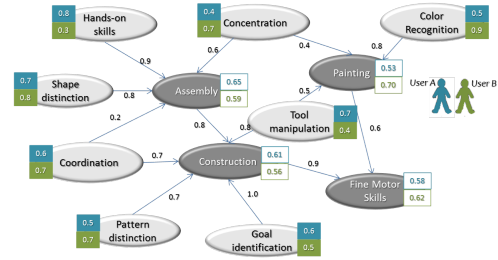 0.8
0.3
Hands-on
skills
0.4
0.7
Concentration
Color
Recognition
0.5
0.9
0.9
0.6
0.4
0.8
0.7
0.8
Shape
distinction
0.8
Assembly
0.65
0.59
Painting
0.53
0.70
User A
User B
0.2
0.5
0.8
0.8
Tool
manipulation
0.7
0.4
0.6
0.6
0.7
Coordination
0.7
Construction
0.61
0.56
0.9
Fine Motor
Skills
0.58
0.62
0.7
1.0
0.5
0.7
Pattern
distinction
Goal
identification
0.6
0.5